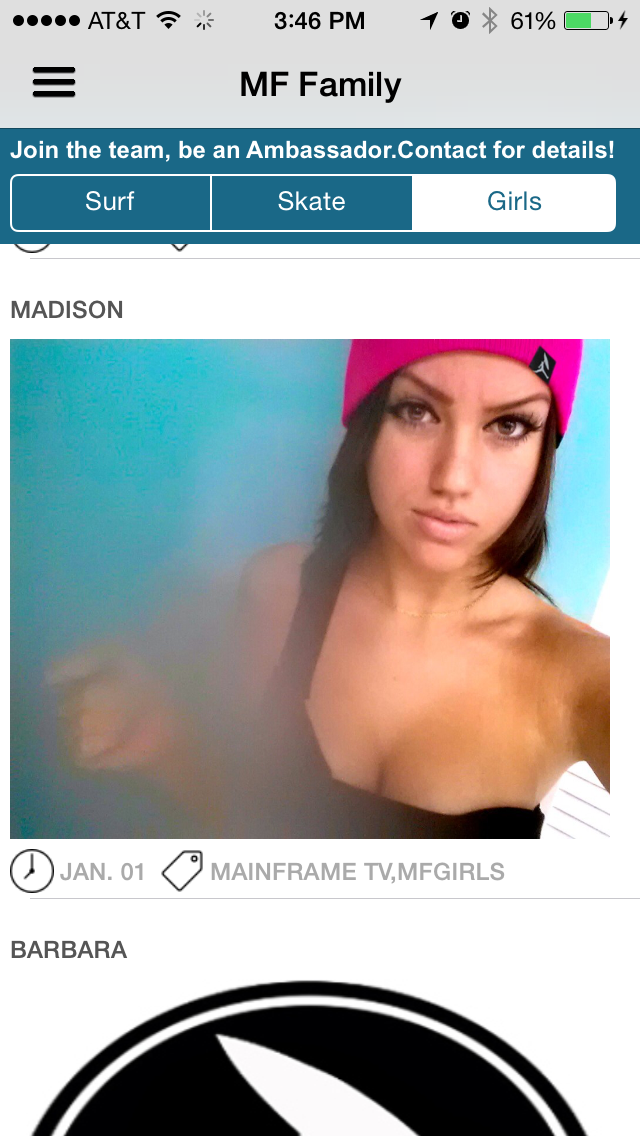 AT&T 3:46 PM 61%
MF Family
Join the team, be an Ambassador.Contact for details!
Surf Skate Girls
MADISON
JAN. 01 MAINFRAME TV,MFGIRLS
BARBARA